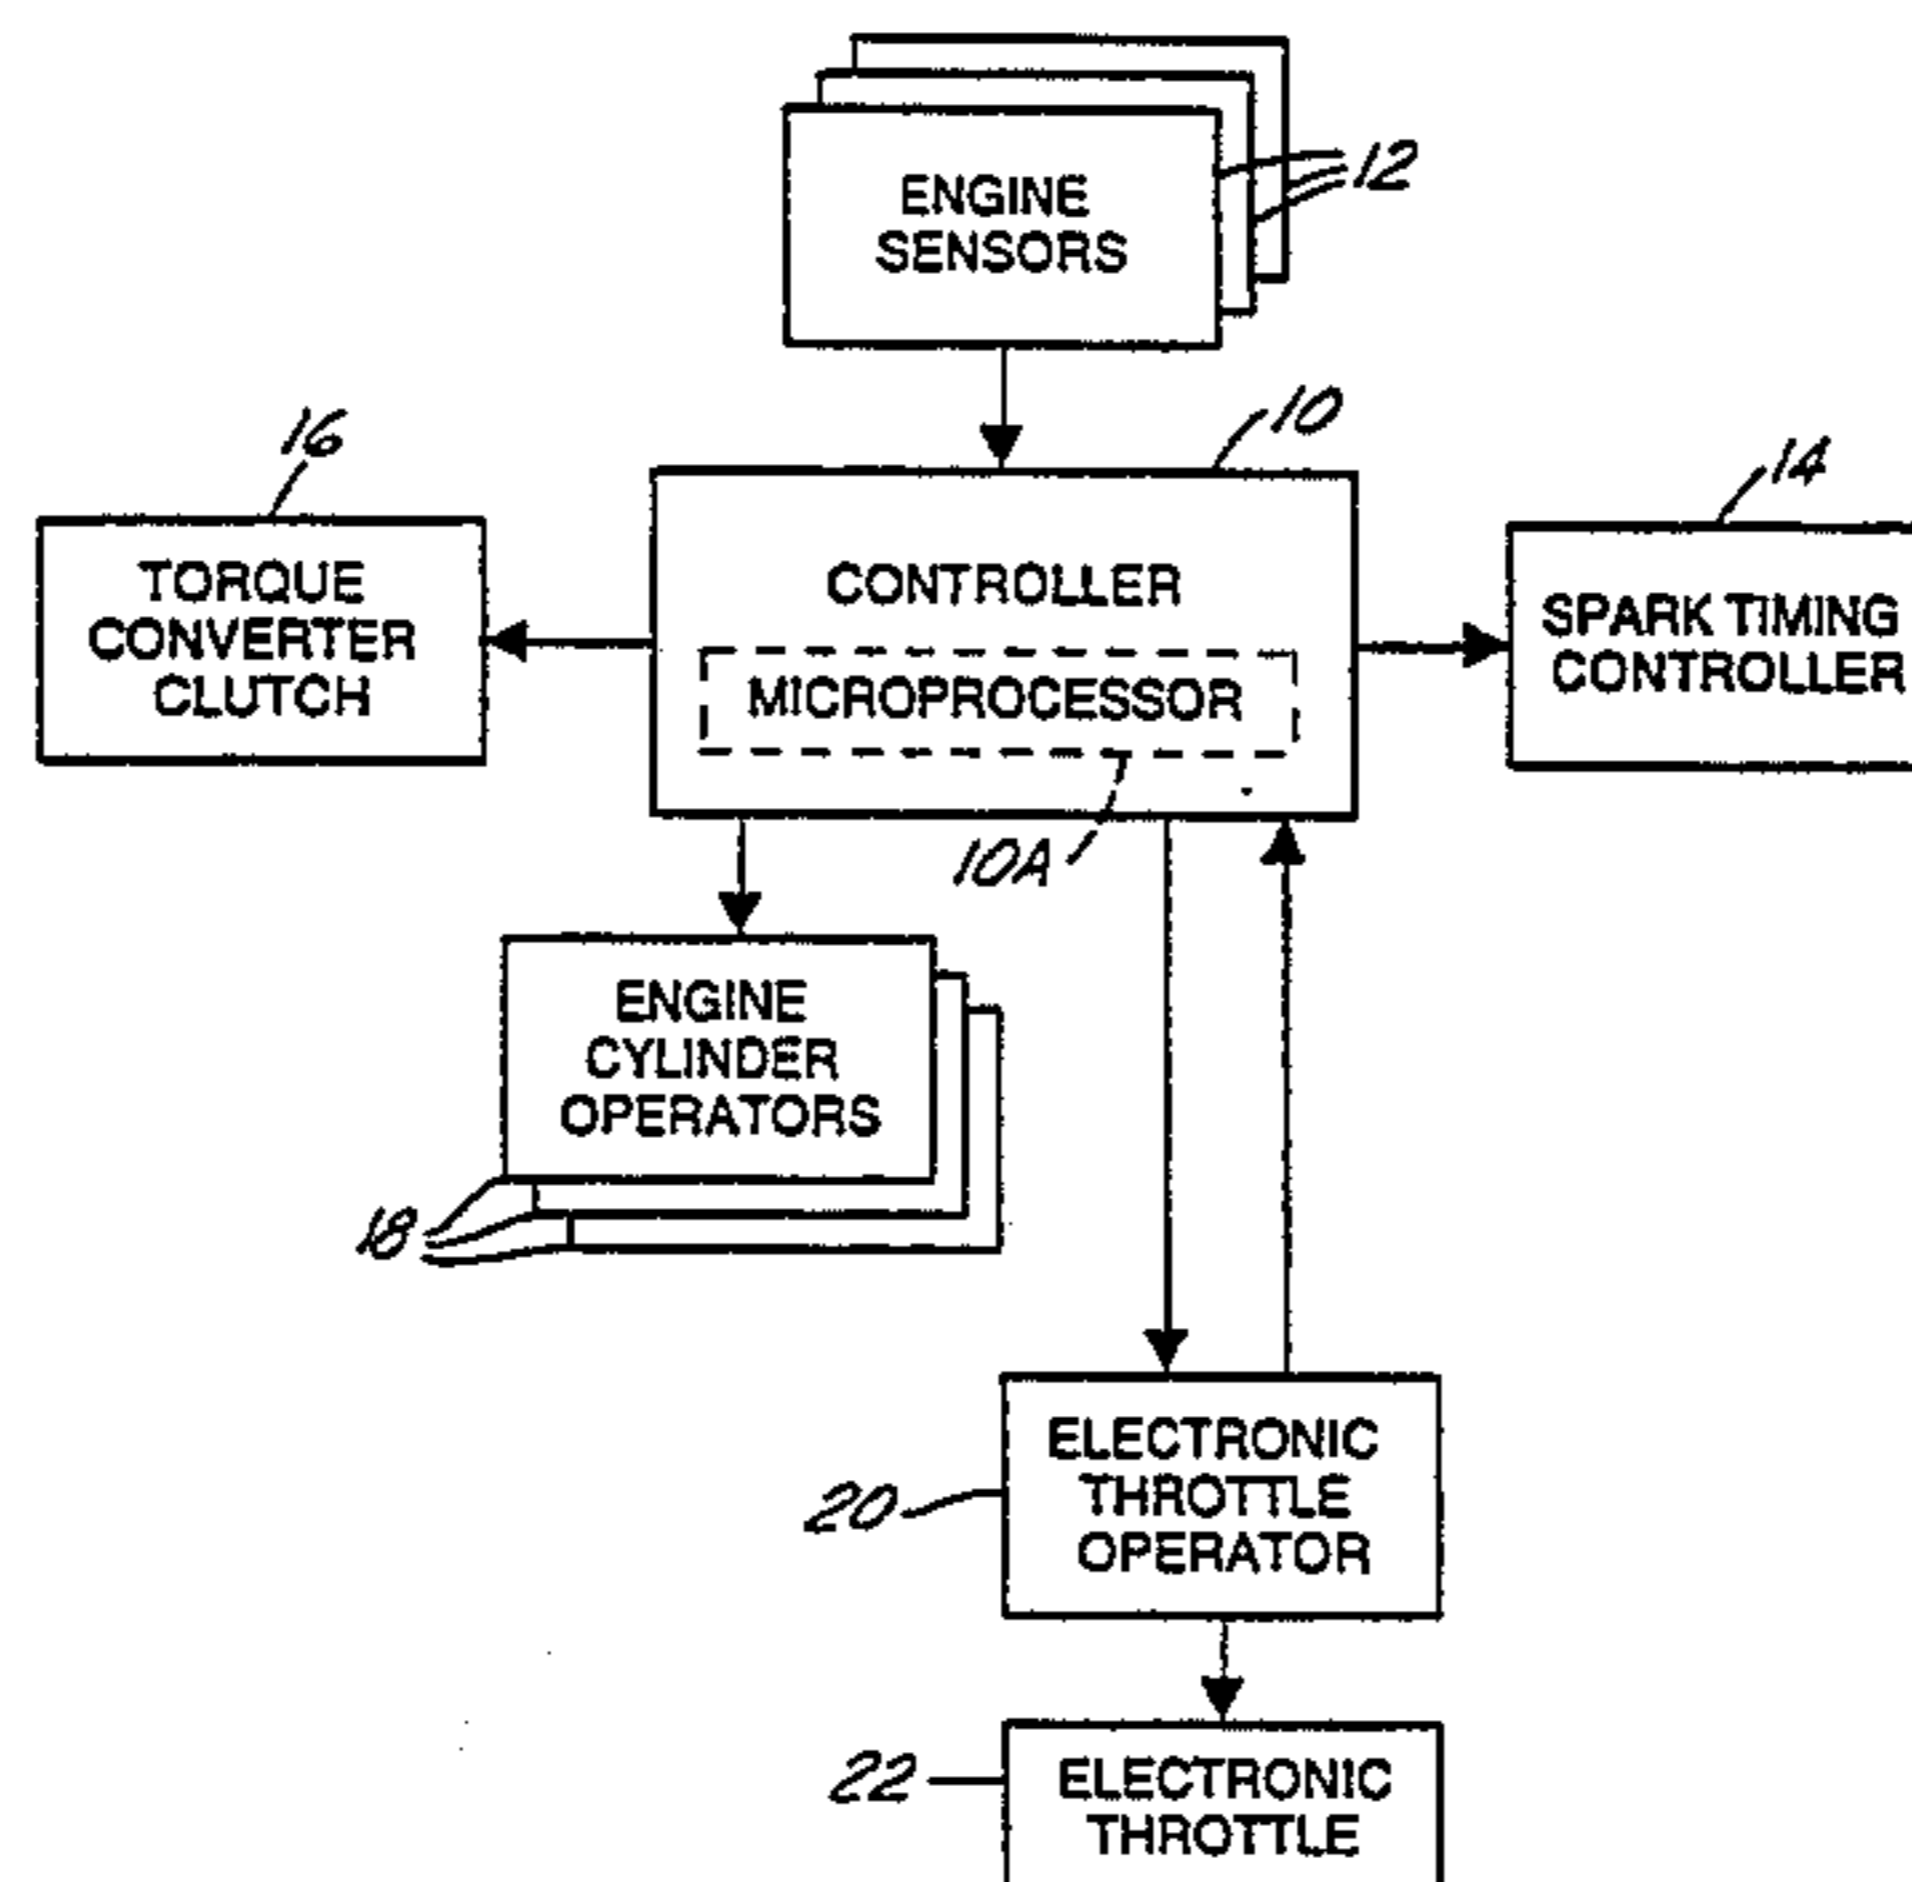 ENGINE
SENSORS
12
10
16
14
TORQUE
CONVERTER
CLUTCH
CONTROLLER
MICROPROCESSOR
SPARK TIMING
CONTROLLER
10A
ENGINE
CYLINDER
OPERATORS
18
ELECTRONIC
THROTTLE
OPERATOR
20
22
ELECTRONIC
THROTTLE